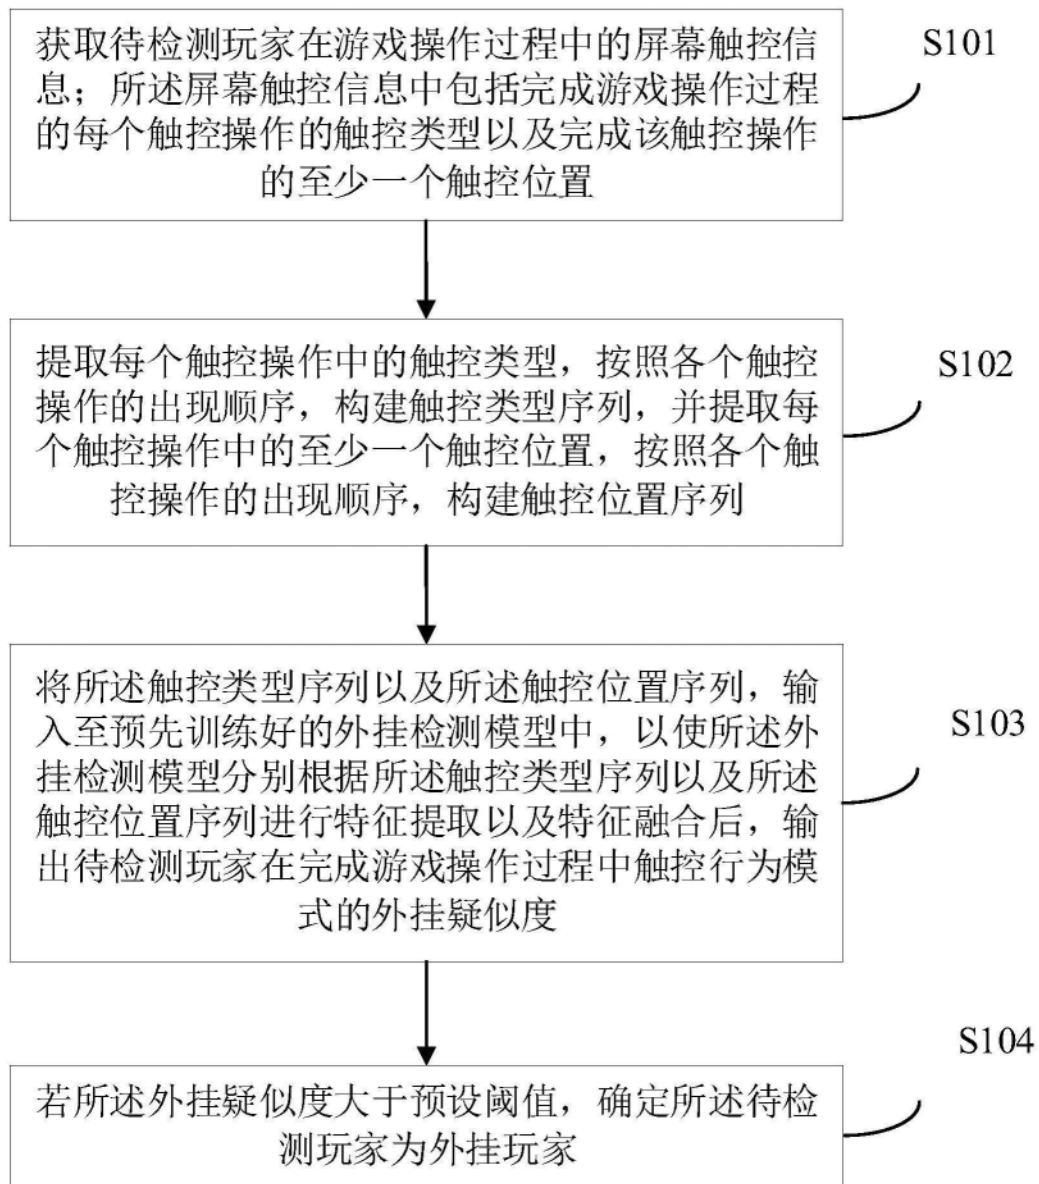 获取待检测玩家在游戏操作过程中的屏幕触控信
息；所述屏幕触控信息中包括完成游戏操作过程
的每个触控操作的触控类型以及完成该触控操作
的至少一个触控位置
S101
提取每个触控操作中的触控类型，按照各个触控
操作的出现顺序，构建触控类型序列，并提取每
个触控操作中的至少一个触控位置，按照各个触
控操作的出现顺序，构建触控位置序列
S102
将所述触控类型序列以及所述触控位置序列，输
入至预先训练好的外挂检测模型中，以使所述外
挂检测模型分别根据所述触控类型序列以及所述
触控位置序列进行特征提取以及特征融合后，输
出待检测玩家在完成游戏操作过程中触控行为模
式的外挂疑似度
S103
若所述外挂疑似度大于预设阈值，确定所述待检
测玩家为外挂玩家
S104